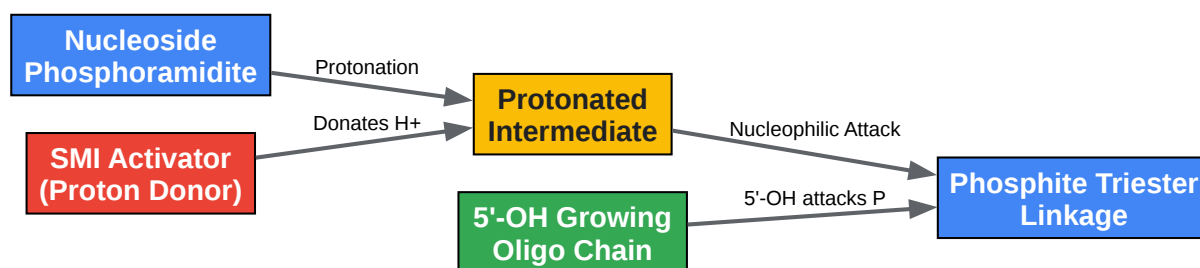 Nucleoside
Phosphoramidite
Protonation
Donates H+
SMI Activator
(Proton Donor)
Protonated
Intermediate
Nucleophilic Attack
5'-OH Growing
Oligo Chain
5'-OH attacks P
Phosphite Triester
Linkage